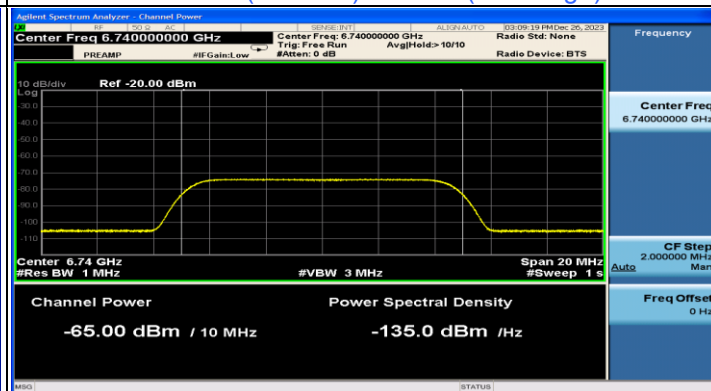 Agilent Spectrum Analyzer - Channel Power
RF 50 Ω AC SENSE:INT ALIGN AUTO 03:09:19 PM Dec 26, 2023
Center Freq 6.740000000 GHz
Center Freq: 6.740000000 GHz
Radio Std: None
Trig: Free Run Avg|Hold:>10/10
PREAMP #IFGain:Low #Atten: 0 dB Radio Device: BTS
10 dB/div Ref -20.00 dBm
Log
-30.0
-40.0
-50.0
-60.0
-70.0
-80.0
-90.0
-100
-110
Center 6.74 GHz Span 20 MHz
#Res BW 1 MHz #VBW 3 MHz #Sweep 1 s
Channel Power Power Spectral Density
-65.00 dBm / 10 MHz -135.0 dBm /Hz
Frequency
Center Freq
6.740000000 GHz
CF Step
2.000000 MHz
Auto Man
Freq Offset
0 Hz
MSG STATUS